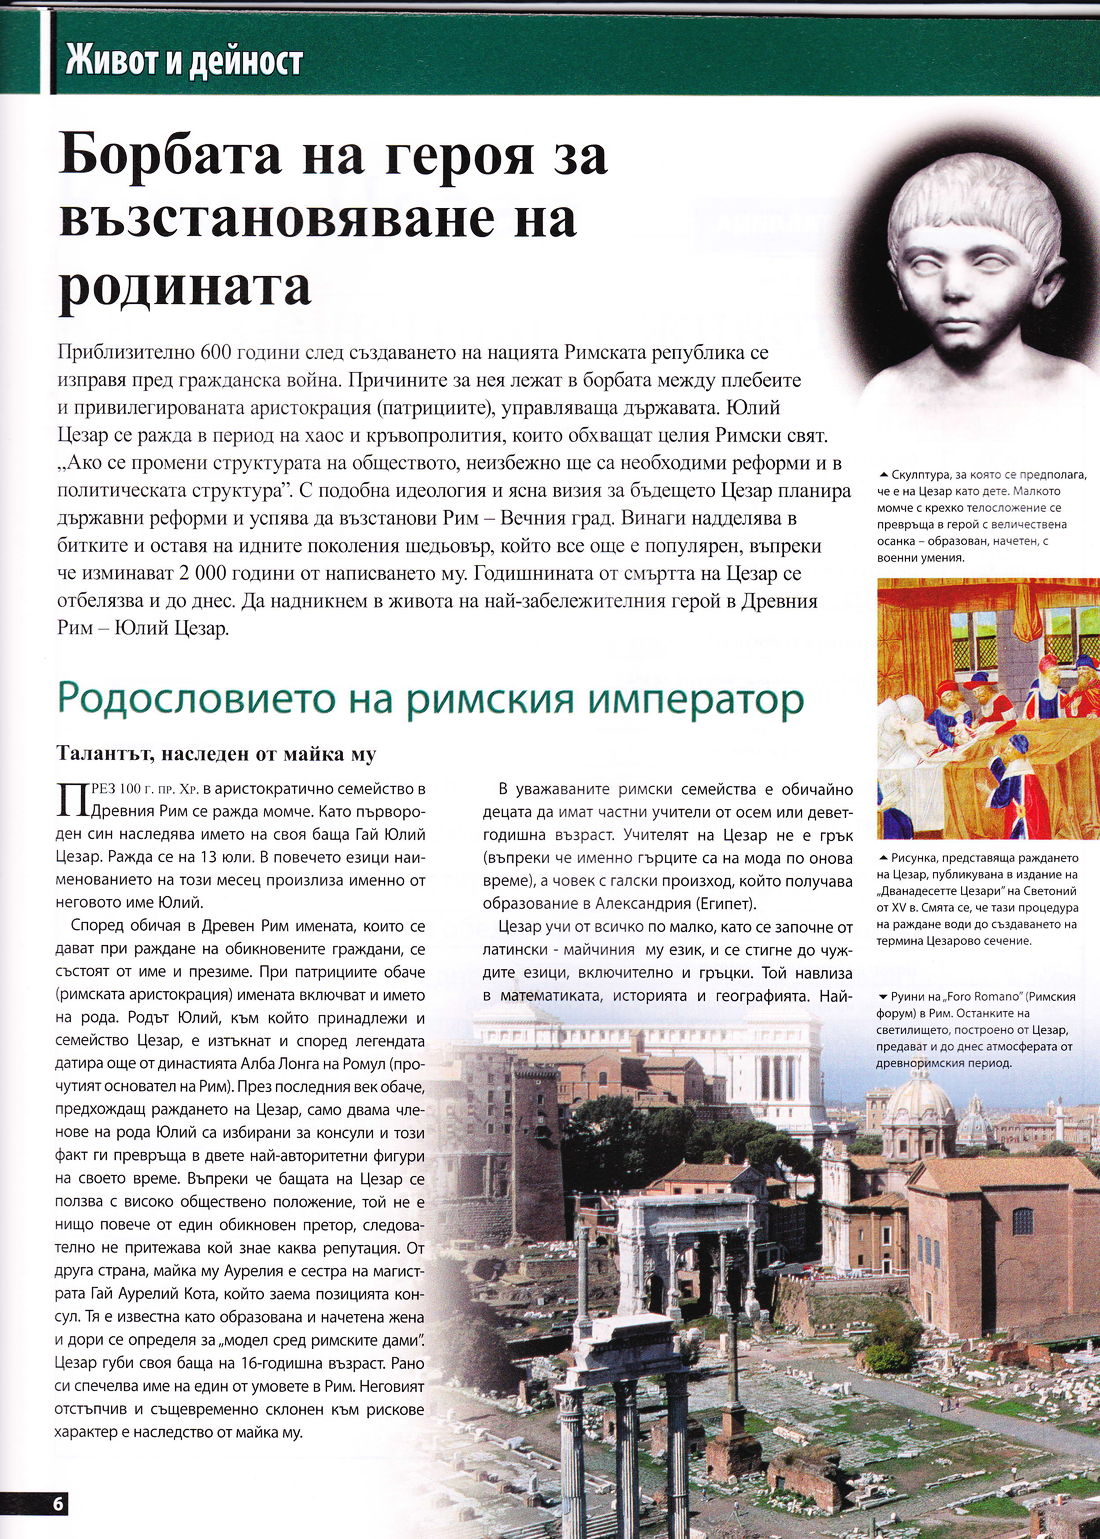 Живот и дейност
Борбата на героя за
възстановяване на
родината
Приблизително 600 години след създаването на нацията Римската република се
изправя пред гражданска война. Причините за нея лежат в борбата между плебеите
и привилегированата аристокрация (патрициите), управляваща държавата. Юлий
Цезар се ражда в период на хаос и кръвопролития, които обхващат целия Римски свят.
„Ако се промени структурата на обществото, неизбежно ще са необходими реформи и в
политическата структура”. С подобна идеология и ясна визия за бъдещето Цезар планира
държавни реформи и успява да възстанови Рим – Вечния град. Винаги надделява в
битките и оставя на идните поколения шедьовър, който все още е популярен, въпреки
че изминават 2 000 години от написването му. Годишнината от смъртта на Цезар се
отбелязва и до днес. Да надникнем в живота на най-забележителния герой в Древния
Рим – Юлий Цезар.
Родословието на римския император
Талантът, наследен от майка му
През 100 г. пр. Хр. в аристократично семейство в
Древния Рим се ражда момче. Като първоро-
ден син наследява името на своя баща Гай Юлий
Цезар. Ражда се на 13 юли. В повечето езици наи-
менованието на този месец произлиза именно от
неговото име Юлий.
Според обичая в Древен Рим имената, които се
дават при раждане на обикновените граждани, се
състоят от име и презиме. При патрициите обаче
(римската аристокрация) имената включват и името
на рода. Родът Юлий, към който принадлежи и
семейство Цезар, е изтъкнат и според легендата
датира още от династията Алба Лонга на Ромул (про-
чутият основател на Рим). През последния век обаче,
предхождащ раждането на Цезар, само двама чле-
нове на рода Юлий са избирани за консули и този
факт ги превръща в двете най-авторитетни фигури
на своето време. Въпреки че бащата на Цезар се
ползва с високо обществено положение, той не е
нищо повече от един обикновен претор, следова-
телно не притежава кой знае каква репутация. От
друга страна, майка му Аурелия е сестра на магист-
рата Гай Аурелий Кота, който заема позицията кон-
сул. Тя е известна като образована и начетена жена
и дори се определя за „модел сред римските дами”.
Цезар губи своя баща на 16-годишна възраст. Рано
си спечелва име на един от умовете в Рим. Неговият
отстъпчив и същевременно склонен към рискове
характер е наследство от майка му.
В уважаваните римски семейства е обичайно
децата да имат частни учители от осем или девет-
годишна възраст. Учителят на Цезар не е грък
(въпреки че именно гърците са на мода по онова
време), а човек с галски произход, който получава
образование в Александрия (Египет).
Цезар учи от всичко по малко, като се започне от
латински - майчиния му език, и се стигне до чуж-
дите езици, включително и гръцки. Той навлиза
в математиката, историята и географията. Най-
▲ Скулптура, за която се предполага,
че е на Цезар като дете. Малкото
момче с крехко телосложение се
превръща в герой с величествена
осанка – образован, начетен, с
военни умения.
▲ Рисунка, представяща раждането
на Цезар, публикувана в издание на
„Дванадесетте Цезари” на Светоний
от XV в. Смята се, че тази процедура
на раждане води до създаването на
термина Цезарово сечение.
▼ Руини на „Foro Romano” (Римския
форум) в Рим. Останките на
светилището, построено от Цезар,
предават и до днес атмосферата от
древноримския период.
6